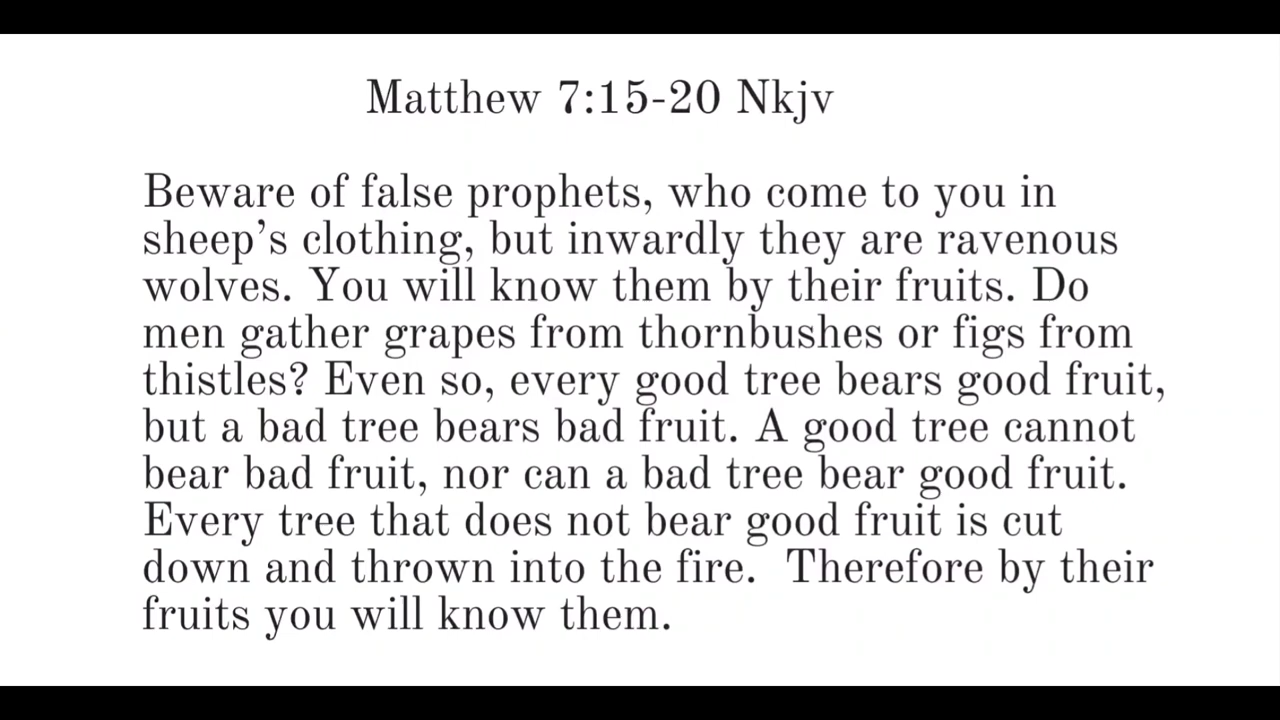 Matthew 7:15-20 Nkjv
Beware of false prophets, who come to you in
sheep’s clothing, but inwardly they are ravenous
wolves. You will know them by their fruits. Do
men gather grapes from thornbushes or figs from
thistles? Even so, every good tree bears good fruit,
but a bad tree bears bad fruit. A good tree cannot
bear bad fruit, nor can a bad tree bear good fruit.
Every tree that does not bear good fruit is cut
down and thrown into the fire.  Therefore by their
fruits you will know them.